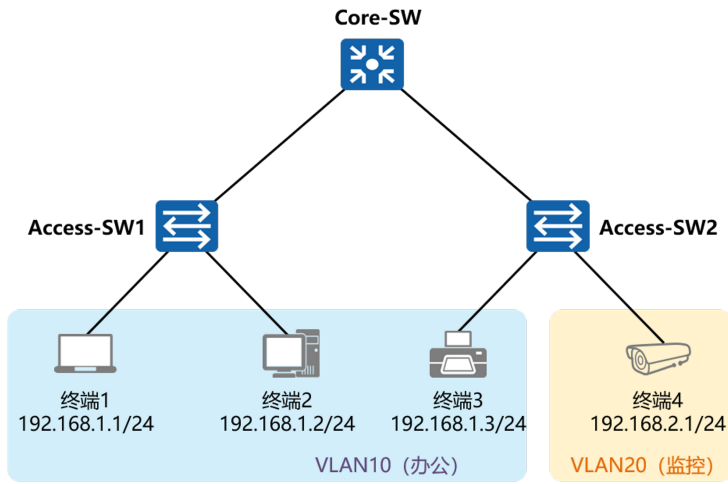 Core-SW
Access-SW1
Access-SW2
终端1
192.168.1.1/24
终端2
192.168.1.2/24
终端3
192.168.1.3/24
终端4
192.168.2.1/24
VLAN10（办公）
VLAN20（监控）